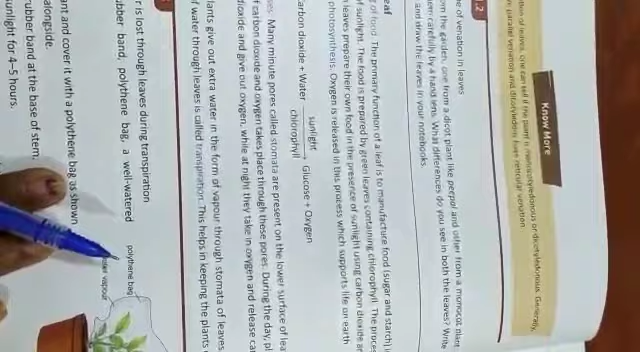 Know More
ation of leaves, one can tell if the plant is monocotyledonous or dicotyledonous. Generally,
parallel venation and dicotyledons have reticulate venation.
1.2
e of venation in leaves
om the garden, one from a dicot plant like peepal and other from a monocot plant
em carefully by a hand lens. What differences do you see in both the leaves? Write
and draw the leaves in your notebooks.
eaf
g of food. The primary function of a leaf is to manufacture food (sugar and starch)
f sunlight. The food is prepared by green leaves containing chlorophyll. The proces
leaves prepare their own food in the presence of sunlight using carbon dioxide a
photosynthesis. Oxygen is released in this process which supports life on earth
Carbon dioxide + Water sunlight → chlorophyll Glucose + Oxygen
es. Many minute pores called stomata are present on the lower surface of lea
f carbon dioxide and oxygen takes place through these pores. During the day, pl
dioxide and give out oxygen, while at night they take in oxygen and release ca
lants give out extra water in the form of vapour through stomata of leaves
f water through leaves is called transpiration. This helps in keeping the plants
r is lost through leaves during transpiration
ubber band, polythene bag, a well-watered
polythene bag
water vapour
ant and cover it with a polythene bag as shown
alongside.
rubber band at the base of stem.
sunlight for 4–5 hours.